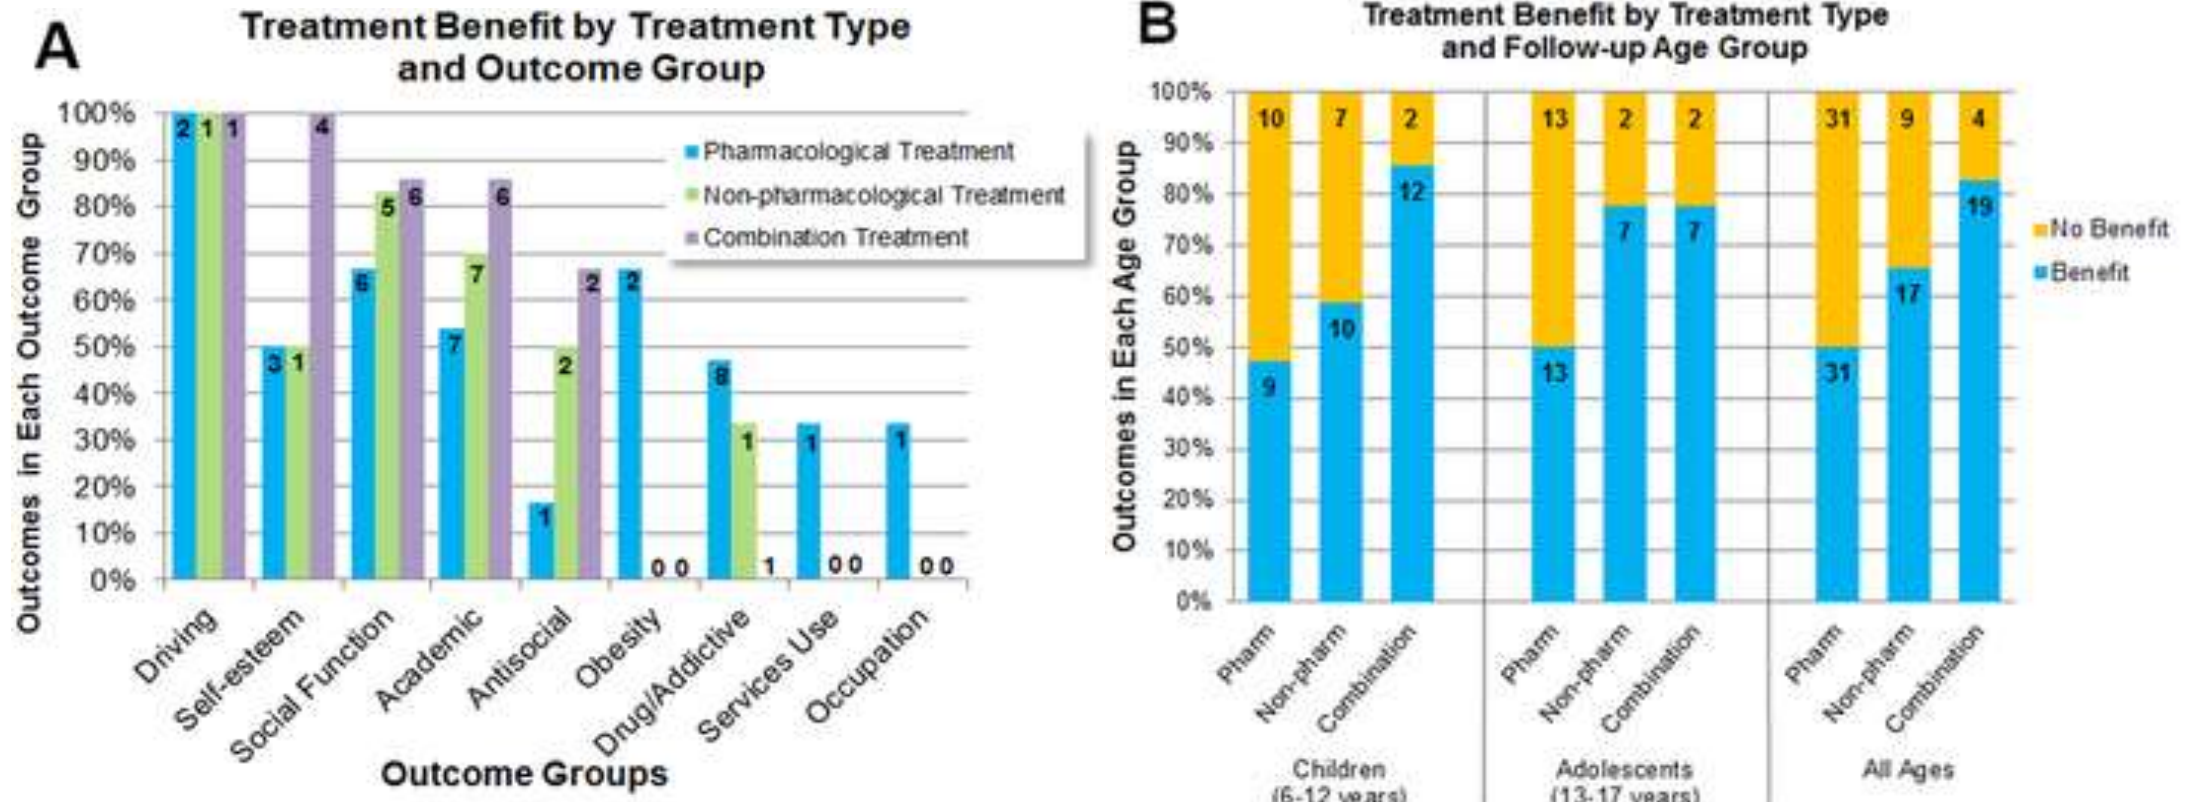 A
Treatment Benefit by Treatment Type
and Outcome Group
Outcomes in Each Outcome Group
100%
90%
80%
70%
60%
50%
40%
30%
20%
10%
0%
2 1 1
3 1 4
6 5 6
7 7 6
1 2 2
2 0 0
8 1 1
1 0 0
1 0 0
Pharmacological Treatment
Non-pharmacological Treatment
Combination Treatment
Driving
Self-esteem
Social Function
Academic
Antisocial
Obesity
Drug/Addictive
Services Use
Occupation
Outcome Groups
B
Treatment Benefit by Treatment Type
and Follow-up Age Group
Outcomes in Each Age Group
100%
90%
80%
70%
60%
50%
40%
30%
20%
10%
0%
10 7 2 13 2 2 31 9 4
9 10 12 13 7 7 31 17 19
No Benefit
Benefit
Pharm
Non-pharm
Combination
Pharm
Non-pharm
Combination
Pharm
Non-pharm
Combination
Children
(6-12 years)
Adolescents
(13-17 years)
All Ages